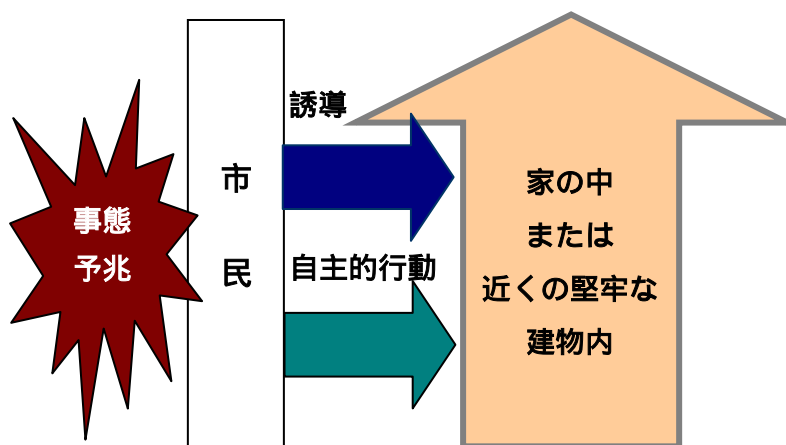 事態
予兆
市
民
誘導
自主的行動
家の中
または
近くの堅牢な
建物内